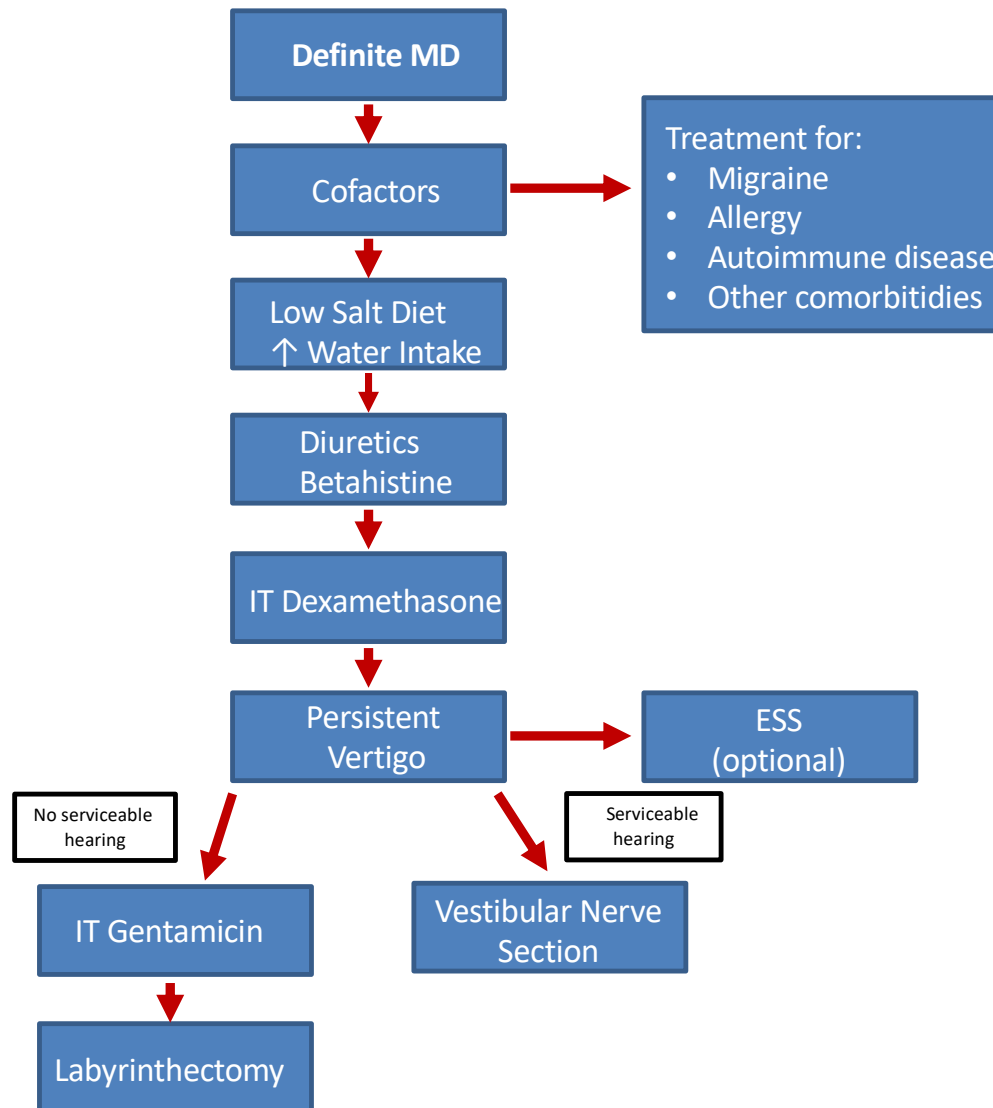 Definite MD
Cofactors
Treatment for:
• Migraine
• Allergy
• Autoimmune disease
• Other comorbitidies
Low Salt Diet
↑ Water Intake
Diuretics
Betahistine
IT Dexamethasone
Persistent
Vertigo
ESS
(optional)
No serviceable
hearing
Serviceable
hearing
IT Gentamicin
Vestibular Nerve
Section
Labyrinthectomy